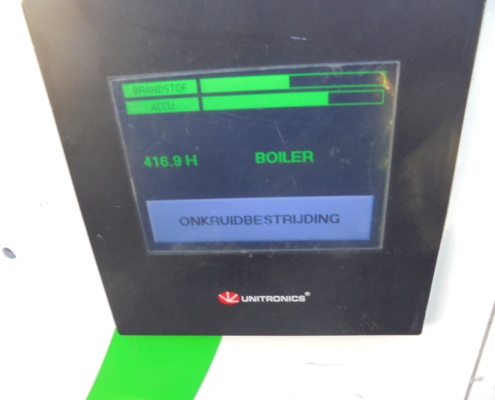 BRANDSTOF
ACCU
416.9 H BOILER
ONKRUIDBESTRIJDING
UNITRONICS®